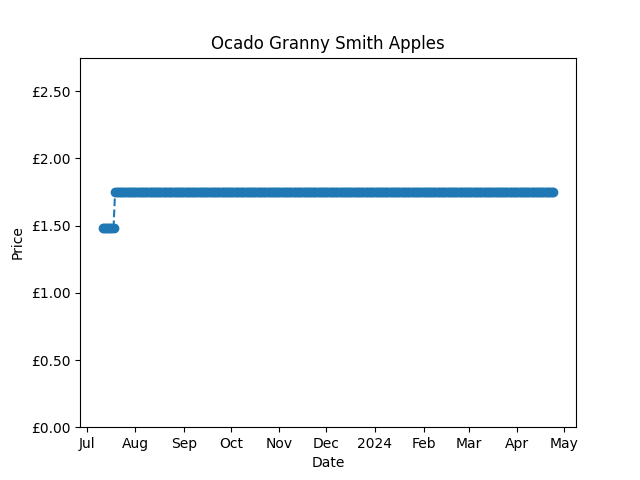 Ocado Granny Smith Apples
£2.50
£2.00
£1.50
£1.00
£0.50
£0.00
Price
Jul Aug Sep Oct Nov Dec 2024 Feb Mar Apr May
Date